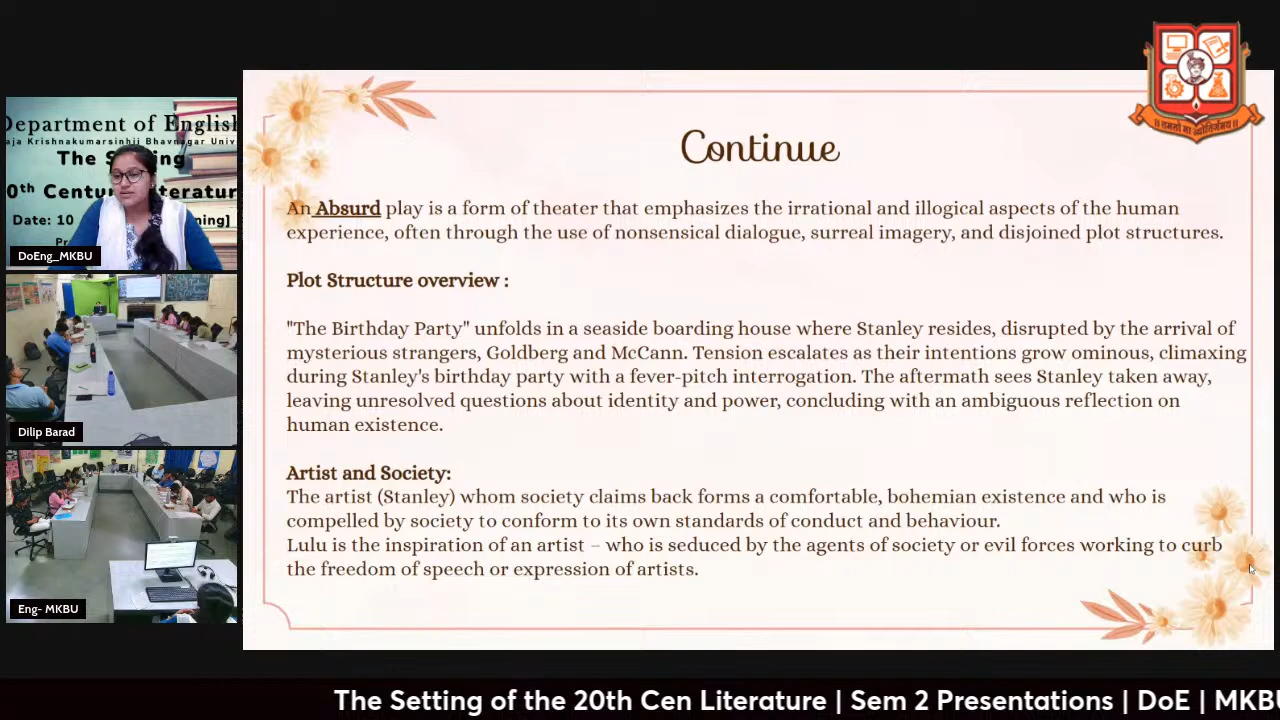 Department of English
aja Krishnakumarsinhji Bhavnagar Univ
The
ng
0th Centu
iteratur
Date: 10
ning]
DoEng_MKBU
Dilip Barad
Eng- MKBU
Continue
An Absurd play is a form of theater that emphasizes the irrational and illogical aspects of the human
experience, often through the use of nonsensical dialogue, surreal imagery, and disjoined plot structures.
Plot Structure overview :
"The Birthday Party" unfolds in a seaside boarding house where Stanley resides, disrupted by the arrival of
mysterious strangers, Goldberg and McCann. Tension escalates as their intentions grow ominous, climaxing
during Stanley's birthday party with a fever-pitch interrogation. The aftermath sees Stanley taken away,
leaving unresolved questions about identity and power, concluding with an ambiguous reflection on
human existence.
Artist and Society:
The artist (Stanley) whom society claims back forms a comfortable, bohemian existence and who is
compelled by society to conform to its own standards of conduct and behaviour.
Lulu is the inspiration of an artist – who is seduced by the agents of society or evil forces working to curb
the freedom of speech or expression of artists.
The Setting of the 20th Cen Literature | Sem 2 Presentations | DoE | MKBU